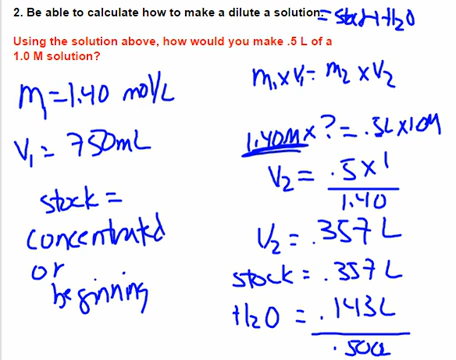 2. Be able to calculate how to make a dilute a solution = stock + H2O
Using the solution above, how would you make .5 L of a
1.0 M solution?
M1 = 1.40 mol/L
V1 = 750mL
stock =
concentrated
or
beginning
M1 x V1 = M2 x V2
1.40M x ? = .5L x 1.0M
V2 = .5 x 1
1.40
V2 = .357 L
stock = .357 L
H2O = .143L
.500